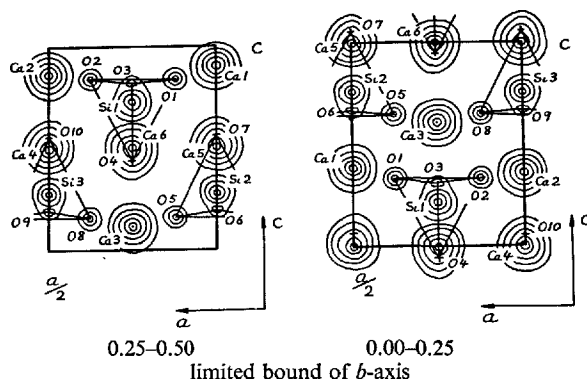 O7
Ca5
Ca6
C
Ca2
O2
O3
C
Ca1
Si2
O5
Si3
Si1
O1
O6
Ca3
O8
O9
O10
Ca6
O7
Ca4
O4
Ca5
Ca1
O1
O3
O2
Ca2
Si3
O5
Si2
Si1
O9
O8
Ca3
O6
C
C
O4
Ca4
O10
a/2
a
a/2
a
0.25–0.50
0.00–0.25
limited bound of b-axis